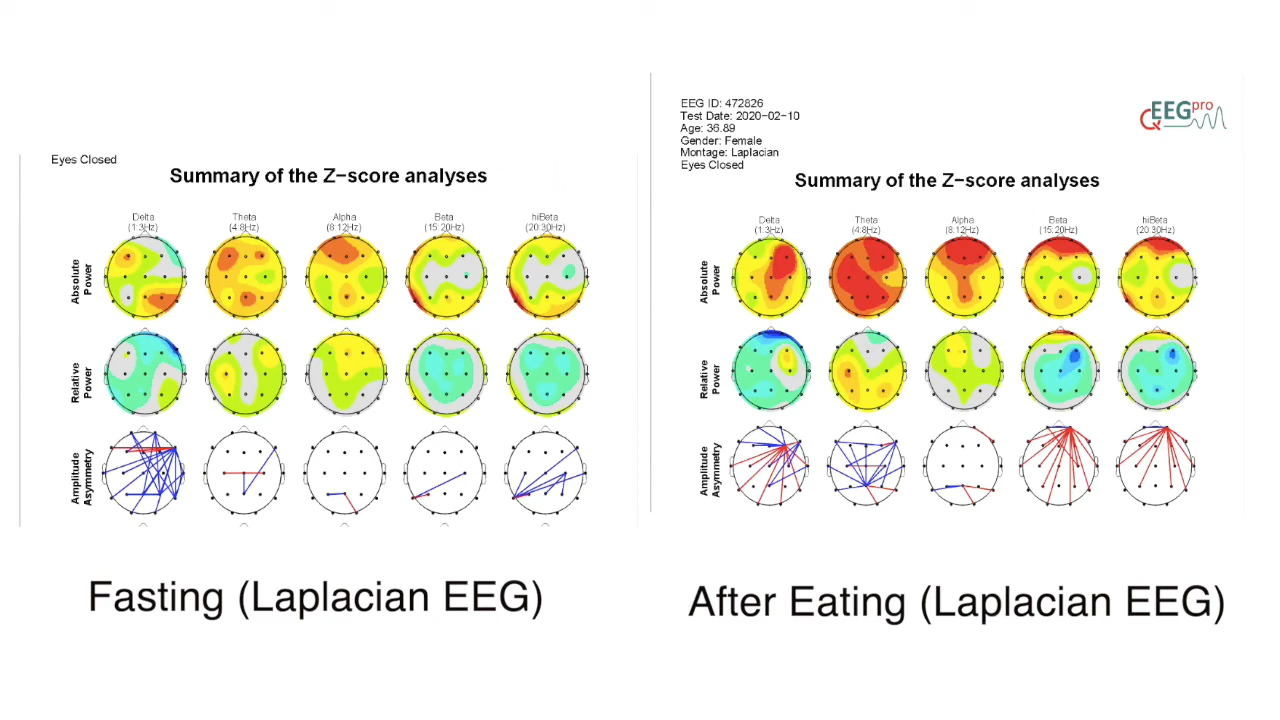 Eyes Closed
Summary of the Z−score analyses
Delta
(1:3Hz)
Theta
(4:8Hz)
Alpha
(8:12Hz)
Beta
(15:20Hz)
hiBeta
(20:30Hz)
Absolute
Power
Relative
Power
Amplitude
Asymmetry
Fasting (Laplacian EEG)
EEG ID: 472826
Test Date: 2020−02−10
Age: 36.89
Gender: Female
Montage: Laplacian
Eyes Closed
QEEGpro
Summary of the Z−score analyses
Delta
(1:3Hz)
Theta
(4:8Hz)
Alpha
(8:12Hz)
Beta
(15:20Hz)
hiBeta
(20:30Hz)
Absolute
Power
Relative
Power
Amplitude
Asymmetry
After Eating (Laplacian EEG)